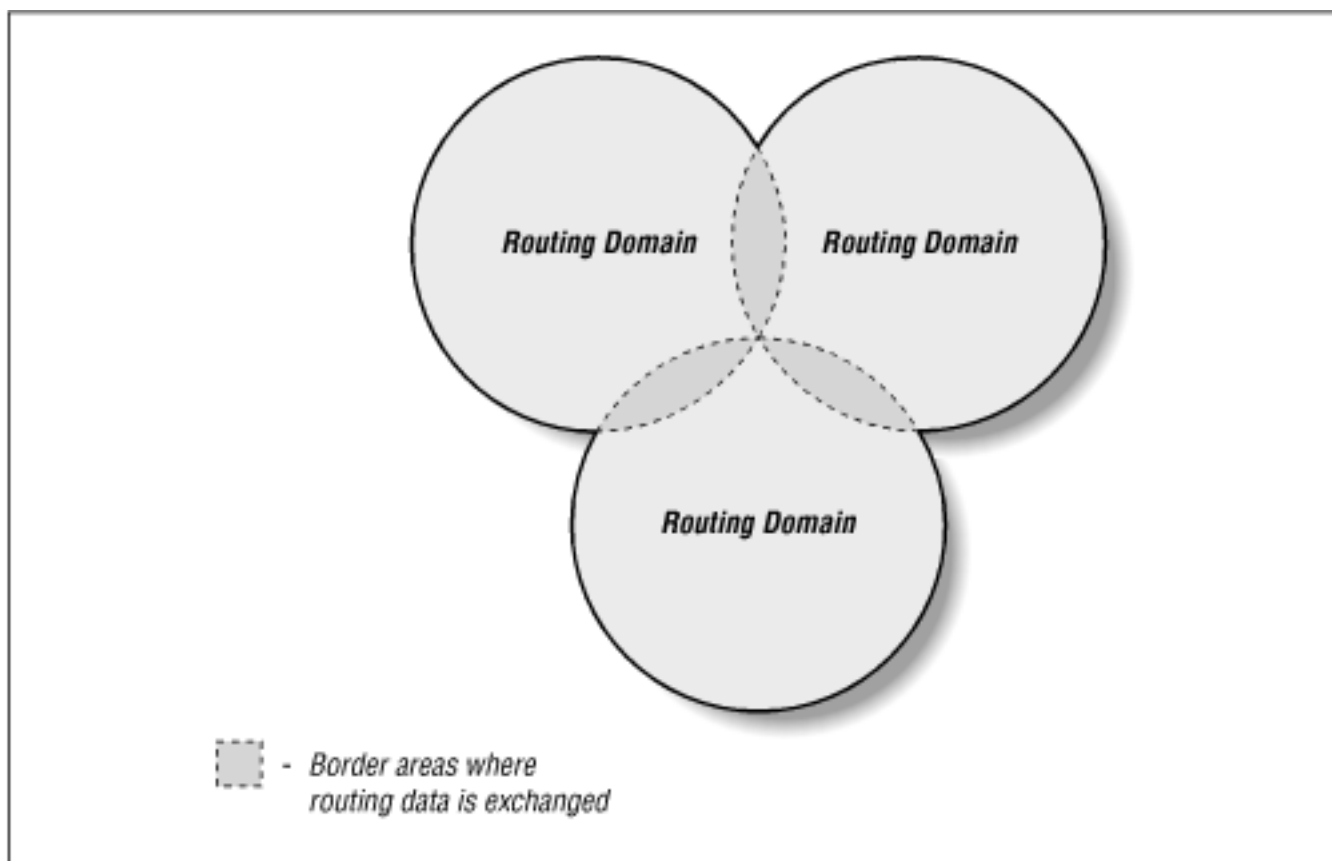 Routing Domain
Routing Domain
Routing Domain
- Border areas where
routing data is exchanged